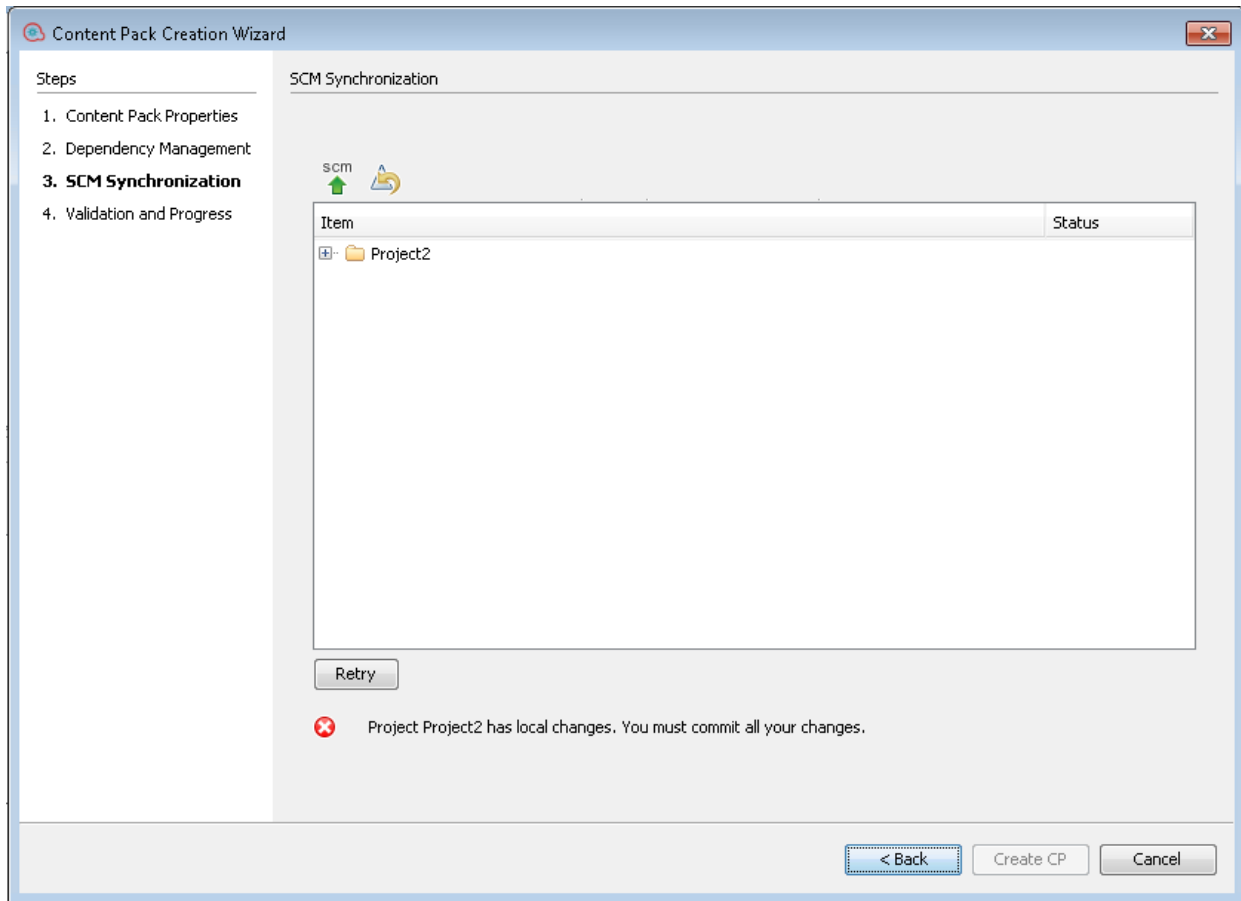 Content Pack Creation Wizard
Steps
SCM Synchronization
1. Content Pack Properties
2. Dependency Management
3. SCM Synchronization
4. Validation and Progress
scm
Item Status
Project2
Retry
Project Project2 has local changes. You must commit all your changes.
< Back Create CP Cancel